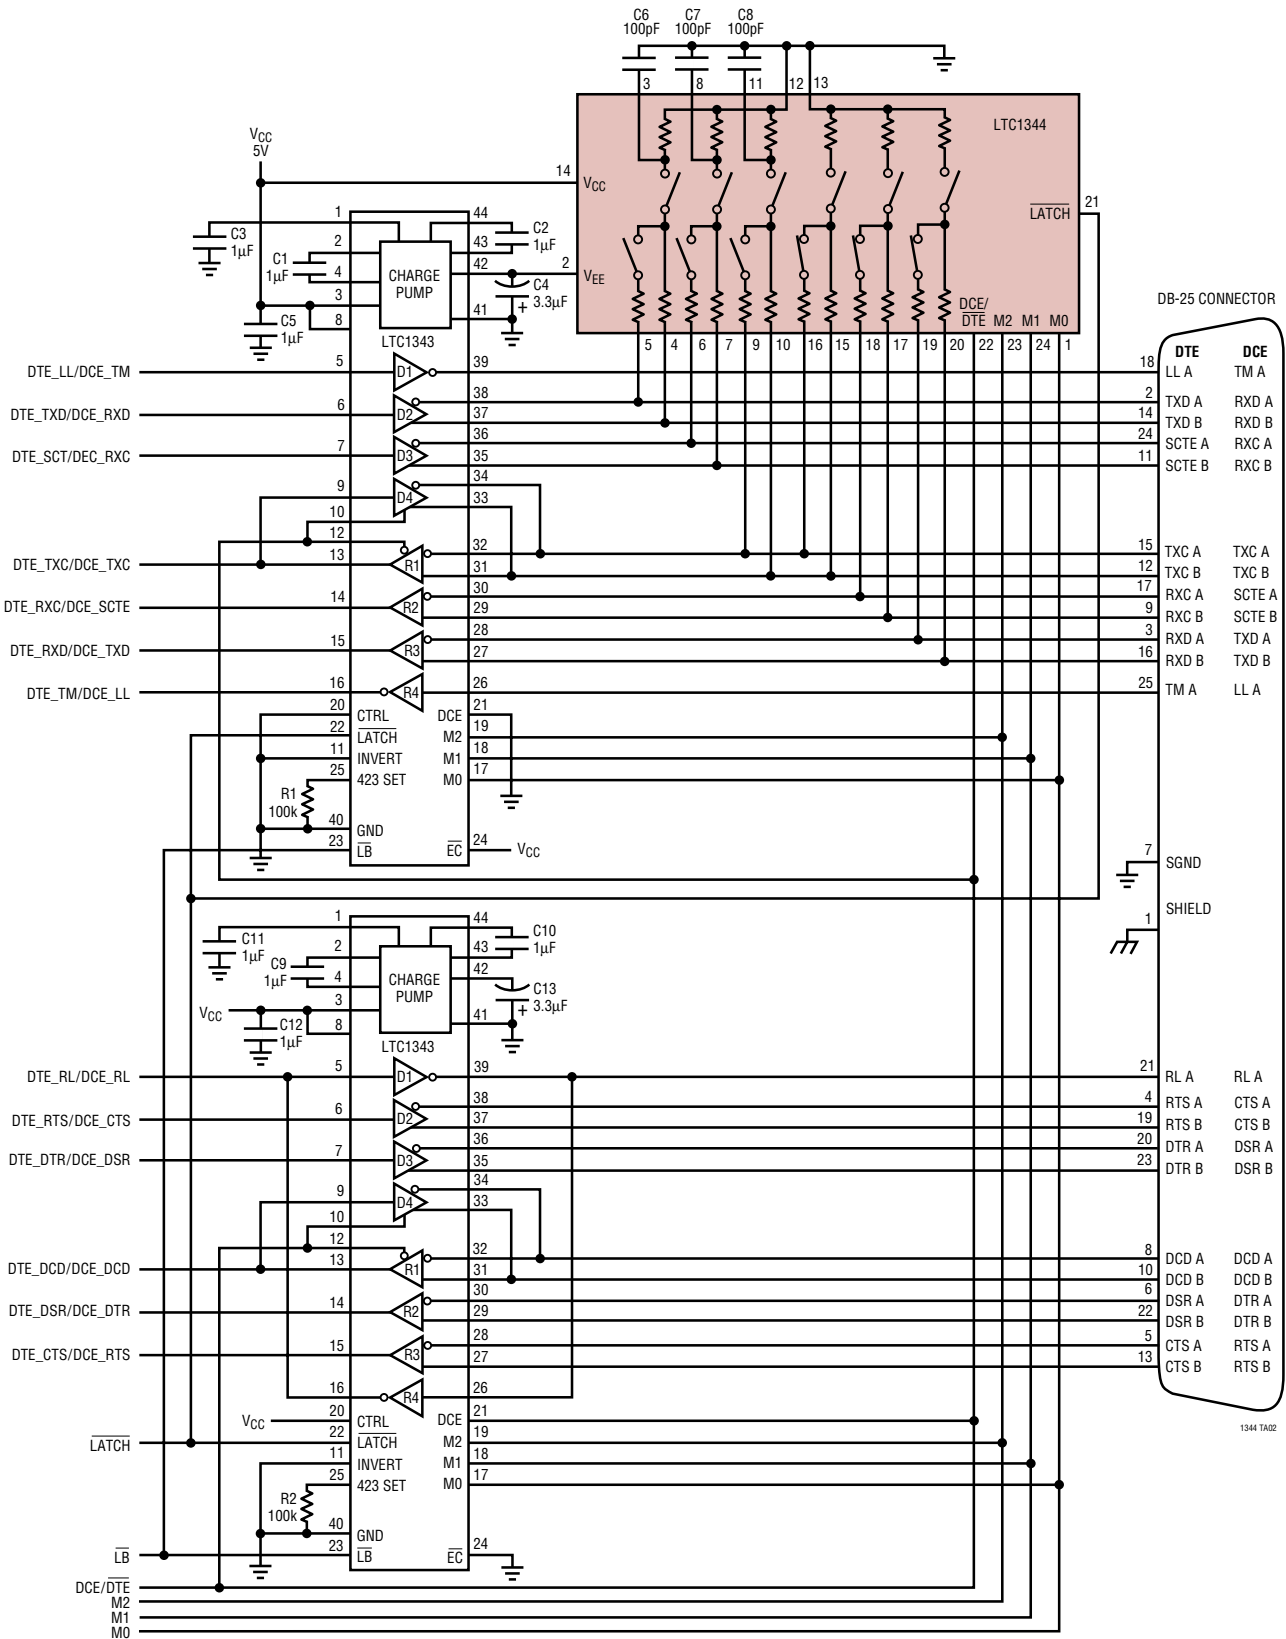 C6 C7 C8
100pF 100pF 100pF
3 8 11 12 13
LTC1344
VCC
5V
14
VCC
21
LATCH
1 44
C3
1µF
C2
1µF
2 43
C1
1µF
CHARGE
PUMP
42 2
VEE
4
C4
3.3µF
+
3 41
DCE/
DTE M2 M1 M0
8
C5
1µF
LTC1343
5 4 6 7 9 10 16 15 18 17 19 20 22 23 24 1
DB-25 CONNECTOR
DTE DCE
DTE_LL/DCE_TM 5 D1 39 18 LL A TM A
38 2 TXD A RXD A
DTE_TXD/DCE_RXD 6 D2 37 14 TXD B RXD B
36 24 SCTE A RXC A
DTE_SCT/DEC_RXC 7 D3 35 11 SCTE B RXC B
9 D4 34
10 33
12 32 15 TXC A TXC A
DTE_TXC/DCE_TXC 13 R1 31 12 TXC B TXC B
30 17 RXC A SCTE A
DTE_RXC/DCE_SCTE 14 R2 29 9 RXC B SCTE B
28 3 RXD A TXD A
DTE_RXD/DCE_TXD 15 R3 27 16 RXD B TXD B
DTE_TM/DCE_LL 16 R4 26 25 TM A LL A
20 CTRL DCE 21
22 LATCH M2 19
11 INVERT M1 18
25 423 SET M0 17
R1
100k
40 GND
23 LB EC 24 VCC
7 SGND
SHIELD
1
1 44
C11
1µF
C10
1µF
2 43
C9
1µF
CHARGE
PUMP
42
4
C13
3.3µF
+
VCC 3 41
8
C12
1µF
LTC1343
DTE_RL/DCE_RL 5 D1 39 21 RL A RL A
38 4 RTS A CTS A
DTE_RTS/DCE_CTS 6 D2 37 19 RTS B CTS B
36 20 DTR A DSR A
DTE_DTR/DCE_DSR 7 D3 35 23 DTR B DSR B
9 D4 34
10 33
12 32 8 DCD A DCD A
DTE_DCD/DCE_DCD 13 R1 31 10 DCD B DCD B
30 6 DSR A DTR A
DTE_DSR/DCE_DTR 14 R2 29 22 DSR B DTR B
28 5 CTS A RTS A
DTE_CTS/DCE_RTS 15 R3 27 13 CTS B RTS B
16 R4 26
VCC 20 CTRL DCE 21
1344 TA02
LATCH 22 LATCH M2 19
11 INVERT M1 18
25 423 SET M0 17
R2
100k
40 GND
LB 23 LB EC 24
DCE/DTE
M2
M1
M0